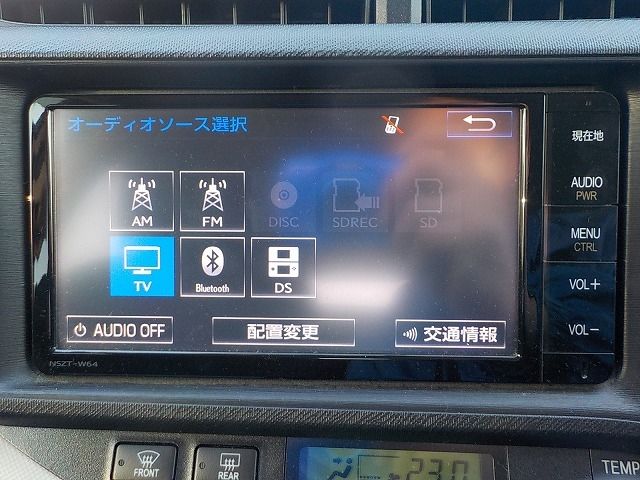 オーディオソース選択
現在地
AUDIO
PWR
AM
FM
DISC
SDREC
SD
MENU
CTRL
TV
Bluetooth
DS
VOL+
AUDIO OFF
配置変更
交通情報
VOL-
NSZT-W64
FRONT
REAR
23.0
TEMP